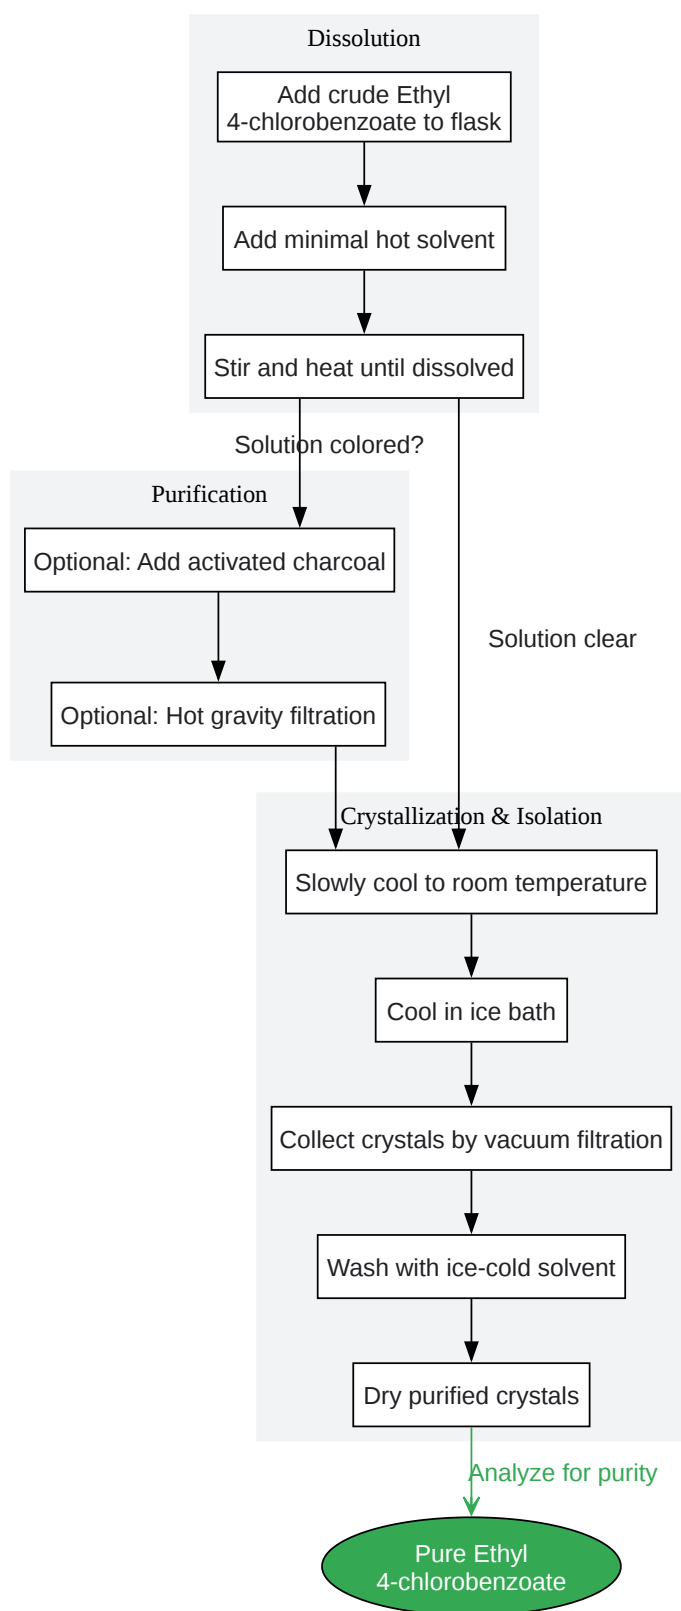 Dissolution
Add crude Ethyl
4-chlorobenzoate to flask
Add minimal hot solvent
Stir and heat until dissolved
Solution colored?
Purification
Optional: Add activated charcoal
Solution clear
Optional: Hot gravity filtration
Crystallization & Isolation
Slowly cool to room temperature
Cool in ice bath
Collect crystals by vacuum filtration
Wash with ice-cold solvent
Dry purified crystals
Analyze for purity
Pure Ethyl
4-chlorobenzoate